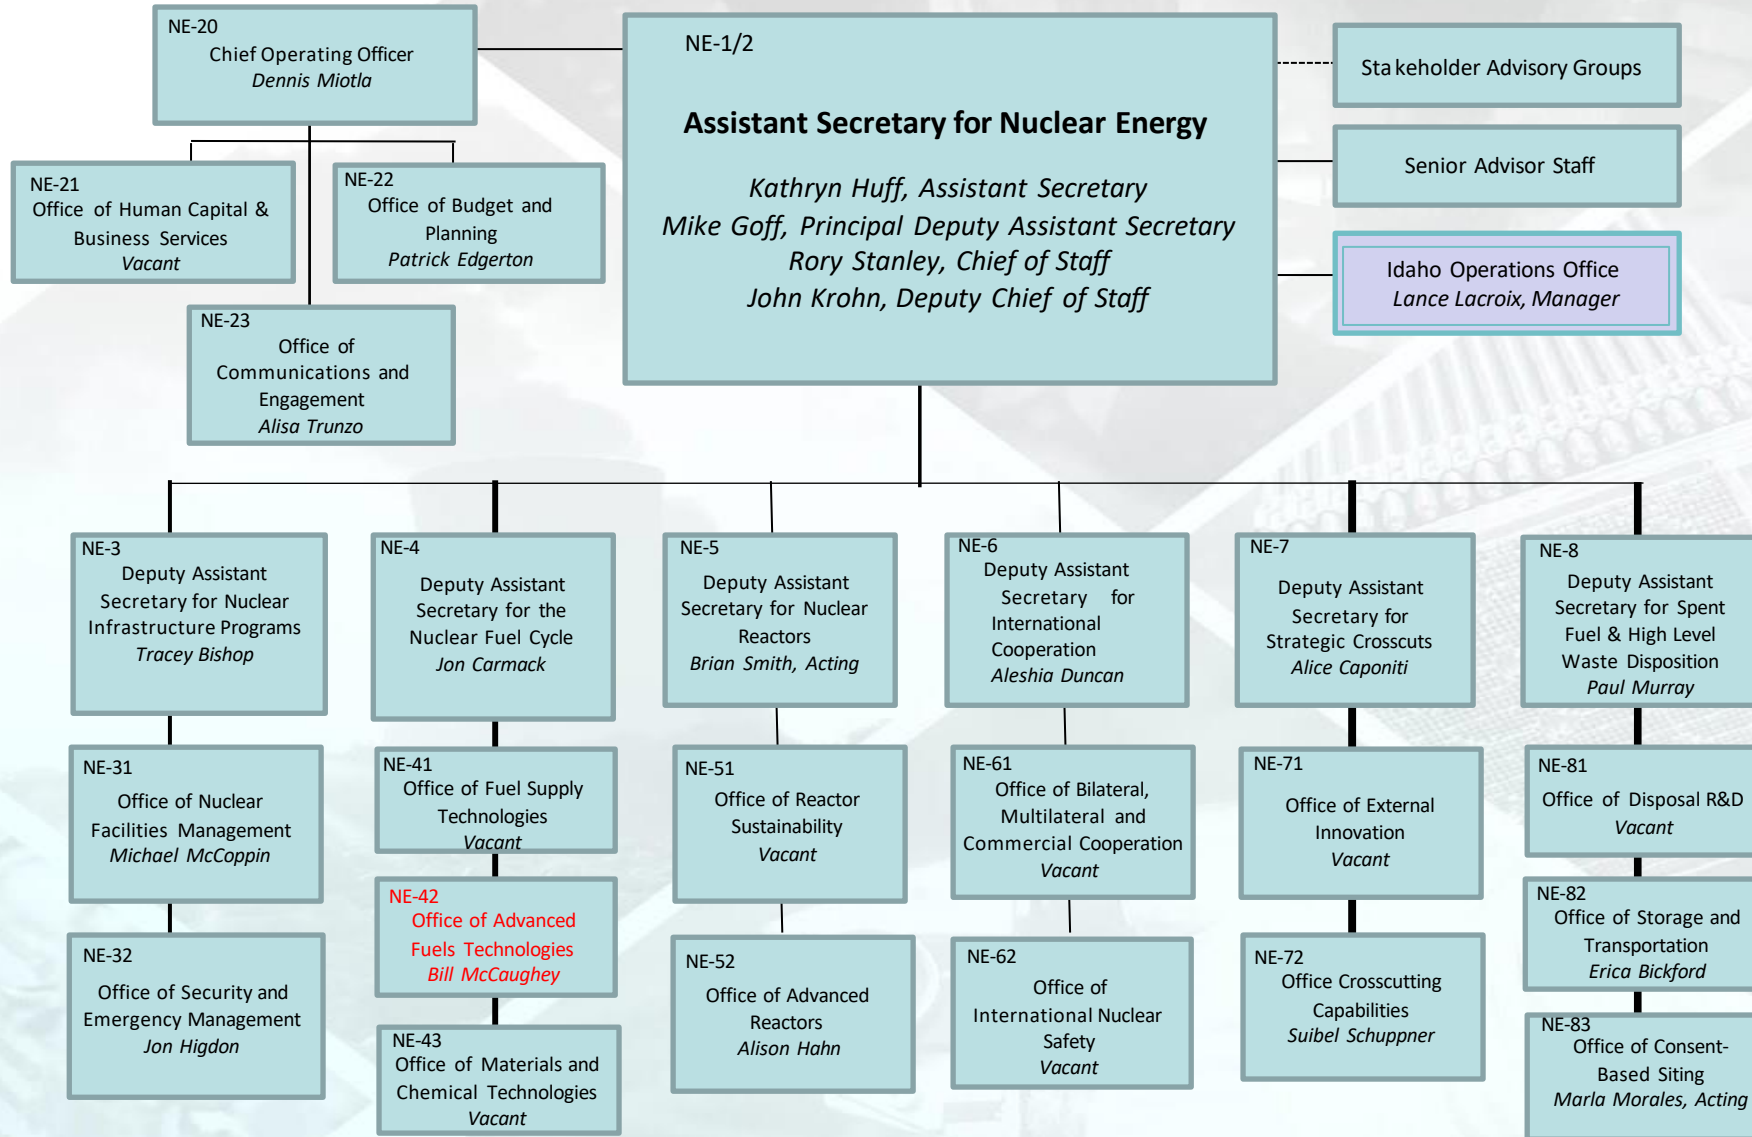 NE-20
Chief Operating Officer
Dennis Miotla
NE-1/2
Assistant Secretary for Nuclear Energy
Kathryn Huff, Assistant Secretary
Mike Goff, Principal Deputy Assistant Secretary
Rory Stanley, Chief of Staff
John Krohn, Deputy Chief of Staff
Stakeholder Advisory Groups
Senior Advisor Staff
Idaho Operations Office
Lance Lacroix, Manager
NE-21
Office of Human Capital &
Business Services
Vacant
NE-22
Office of Budget and
Planning
Patrick Edgerton
NE-23
Office of
Communications and
Engagement
Alisa Trunzo
NE-3
Deputy Assistant
Secretary for Nuclear
Infrastructure Programs
Tracey Bishop
NE-31
Office of Nuclear
Facilities Management
Michael McCoppin
NE-32
Office of Security and
Emergency Management
Jon Higdon
NE-4
Deputy Assistant
Secretary for the
Nuclear Fuel Cycle
Jon Carmack
NE-41
Office of Fuel Supply
Technologies
Vacant
NE-42
Office of Advanced
Fuels Technologies
Bill McCaughey
NE-43
Office of Materials and
Chemical Technologies
Vacant
NE-5
Deputy Assistant
Secretary for Nuclear
Reactors
Brian Smith, Acting
NE-51
Office of Reactor
Sustainability
Vacant
NE-52
Office of Advanced
Reactors
Alison Hahn
NE-6
Deputy Assistant
Secretary for
International
Cooperation
Aleshia Duncan
NE-61
Office of Bilateral,
Multilateral and
Commercial Cooperation
Vacant
NE-62
Office of
International Nuclear
Safety
Vacant
NE-7
Deputy Assistant
Secretary for
Strategic Crosscuts
Alice Caponiti
NE-71
Office of External
Innovation
Vacant
NE-72
Office Crosscutting
Capabilities
Suibel Schuppner
NE-8
Deputy Assistant
Secretary for Spent
Fuel & High Level
Waste Disposition
Paul Murray
NE-81
Office of Disposal R&D
Vacant
NE-82
Office of Storage and
Transportation
Erica Bickford
NE-83
Office of Consent-
Based Siting
Marla Morales, Acting